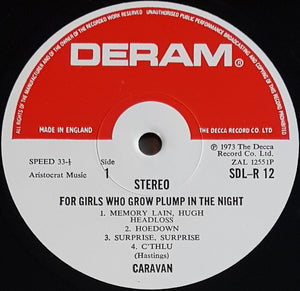 ALL RIGHTS OF THE MANUFACTURER AND OF THE OWNER OF THE RECORDED WORK RESERVED
UNAUTHORISED PUBLIC PERFORMANCE BROADCASTING AND COPYING OF THIS RECORD PROHIBITED
DERAM®
MADE IN ENGLAND
THE DECCA RECORD CO. LTD.
SPEED 33⅓
Side
℗ 1973 The Decca
Record Co. Ltd.
Aristocrat Music
1
ZAL 12551P
STEREO
SDL-R 12
FOR GIRLS WHO GROW PLUMP IN THE NIGHT
1. MEMORY LAIN, HUGH
HEADLOSS
2. HOEDOWN
3. SURPRISE, SURPRISE
4. C'THLU
(Hastings)
CARAVAN